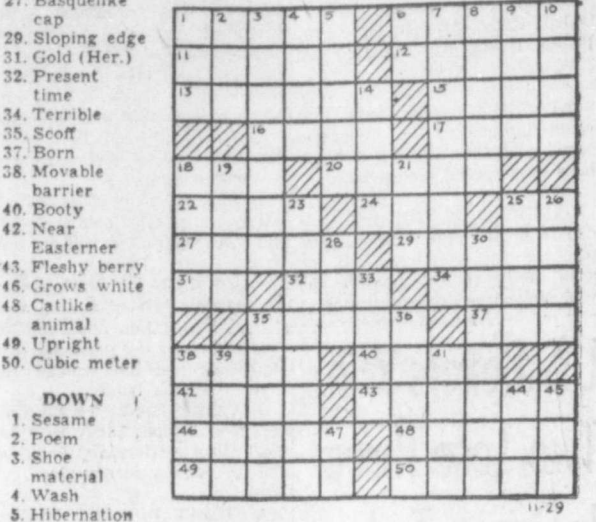 27. Basquelike
cap
29. Sloping edge
31. Gold (Her.)
32. Present
time
34. Terrible
35. Scoff
37. Born
38. Movable
barrier
40. Booty
42. Near
Easterner
43. Fleshy berry
46. Grows white
48. Catlike
animal
49. Upright
50. Cubic meter
DOWN
1. Sesame
2. Poem
3. Shoe
material
4. Wash
5. Hibernation
1 2 3 4 5 6 7 8 9 10
11 12
13 14 15
16 17
18 19 20 21
22 23 24 25 26
27 28 29 30
31 32 33 34
35 36 37
38 39 40 41
42 43 44 45
46 47 48
49 50
11-29